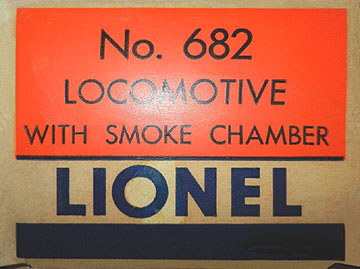 No. 682
LOCOMOTIVE
WITH SMOKE CHAMBER
LIONEL